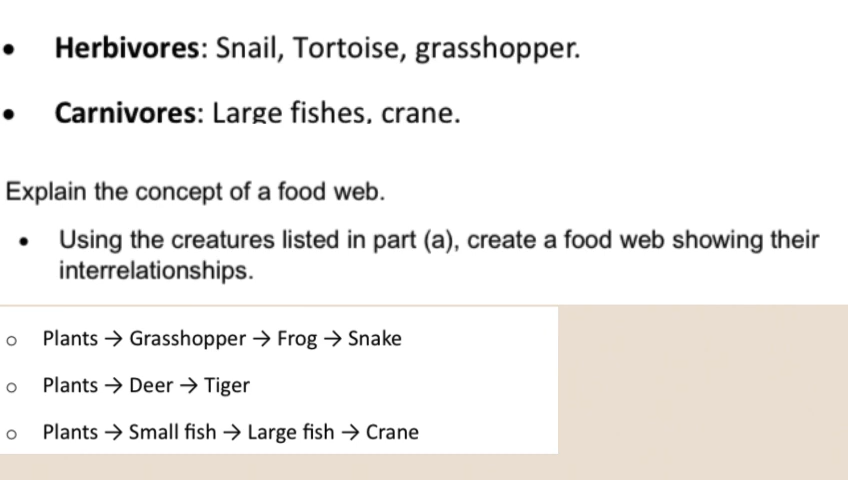 • Herbivores: Snail, Tortoise, grasshopper.
• Carnivores: Large fishes, crane.
Explain the concept of a food web.
• Using the creatures listed in part (a), create a food web showing their
interrelationships.
o Plants → Grasshopper → Frog → Snake
o Plants → Deer → Tiger
o Plants → Small fish → Large fish → Crane